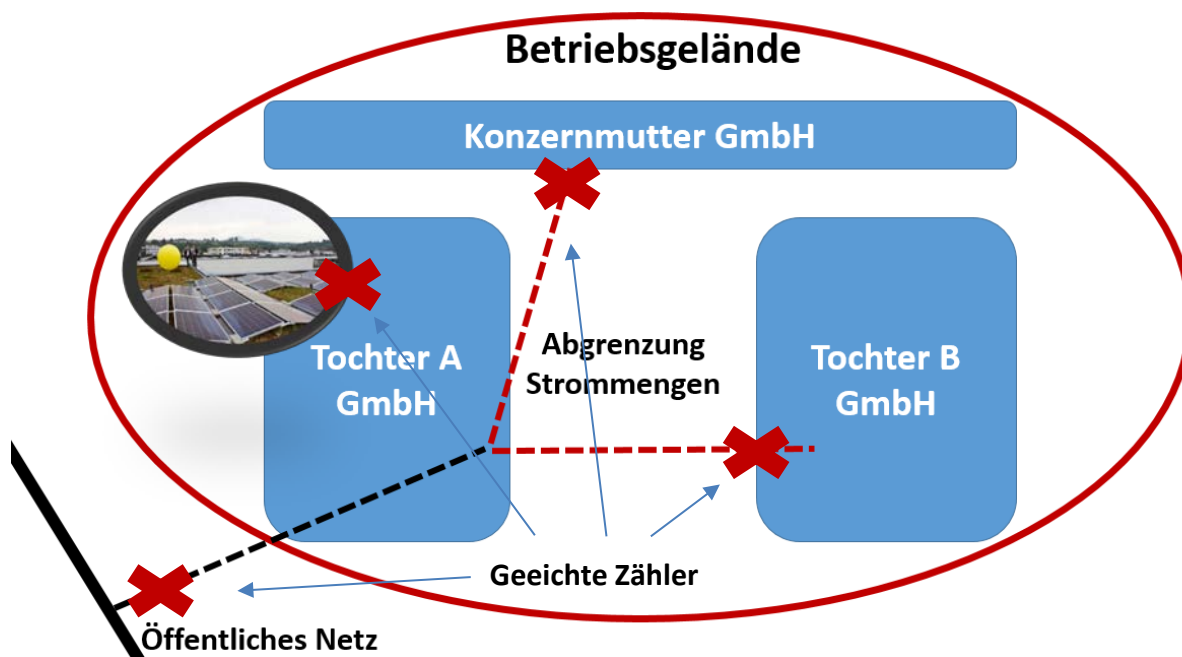 Betriebsgelände
Konzernmutter GmbH
Tochter A
GmbH
Abgrenzung
Strommengen
Tochter B
GmbH
Geeichte Zähler
Öffentliches Netz